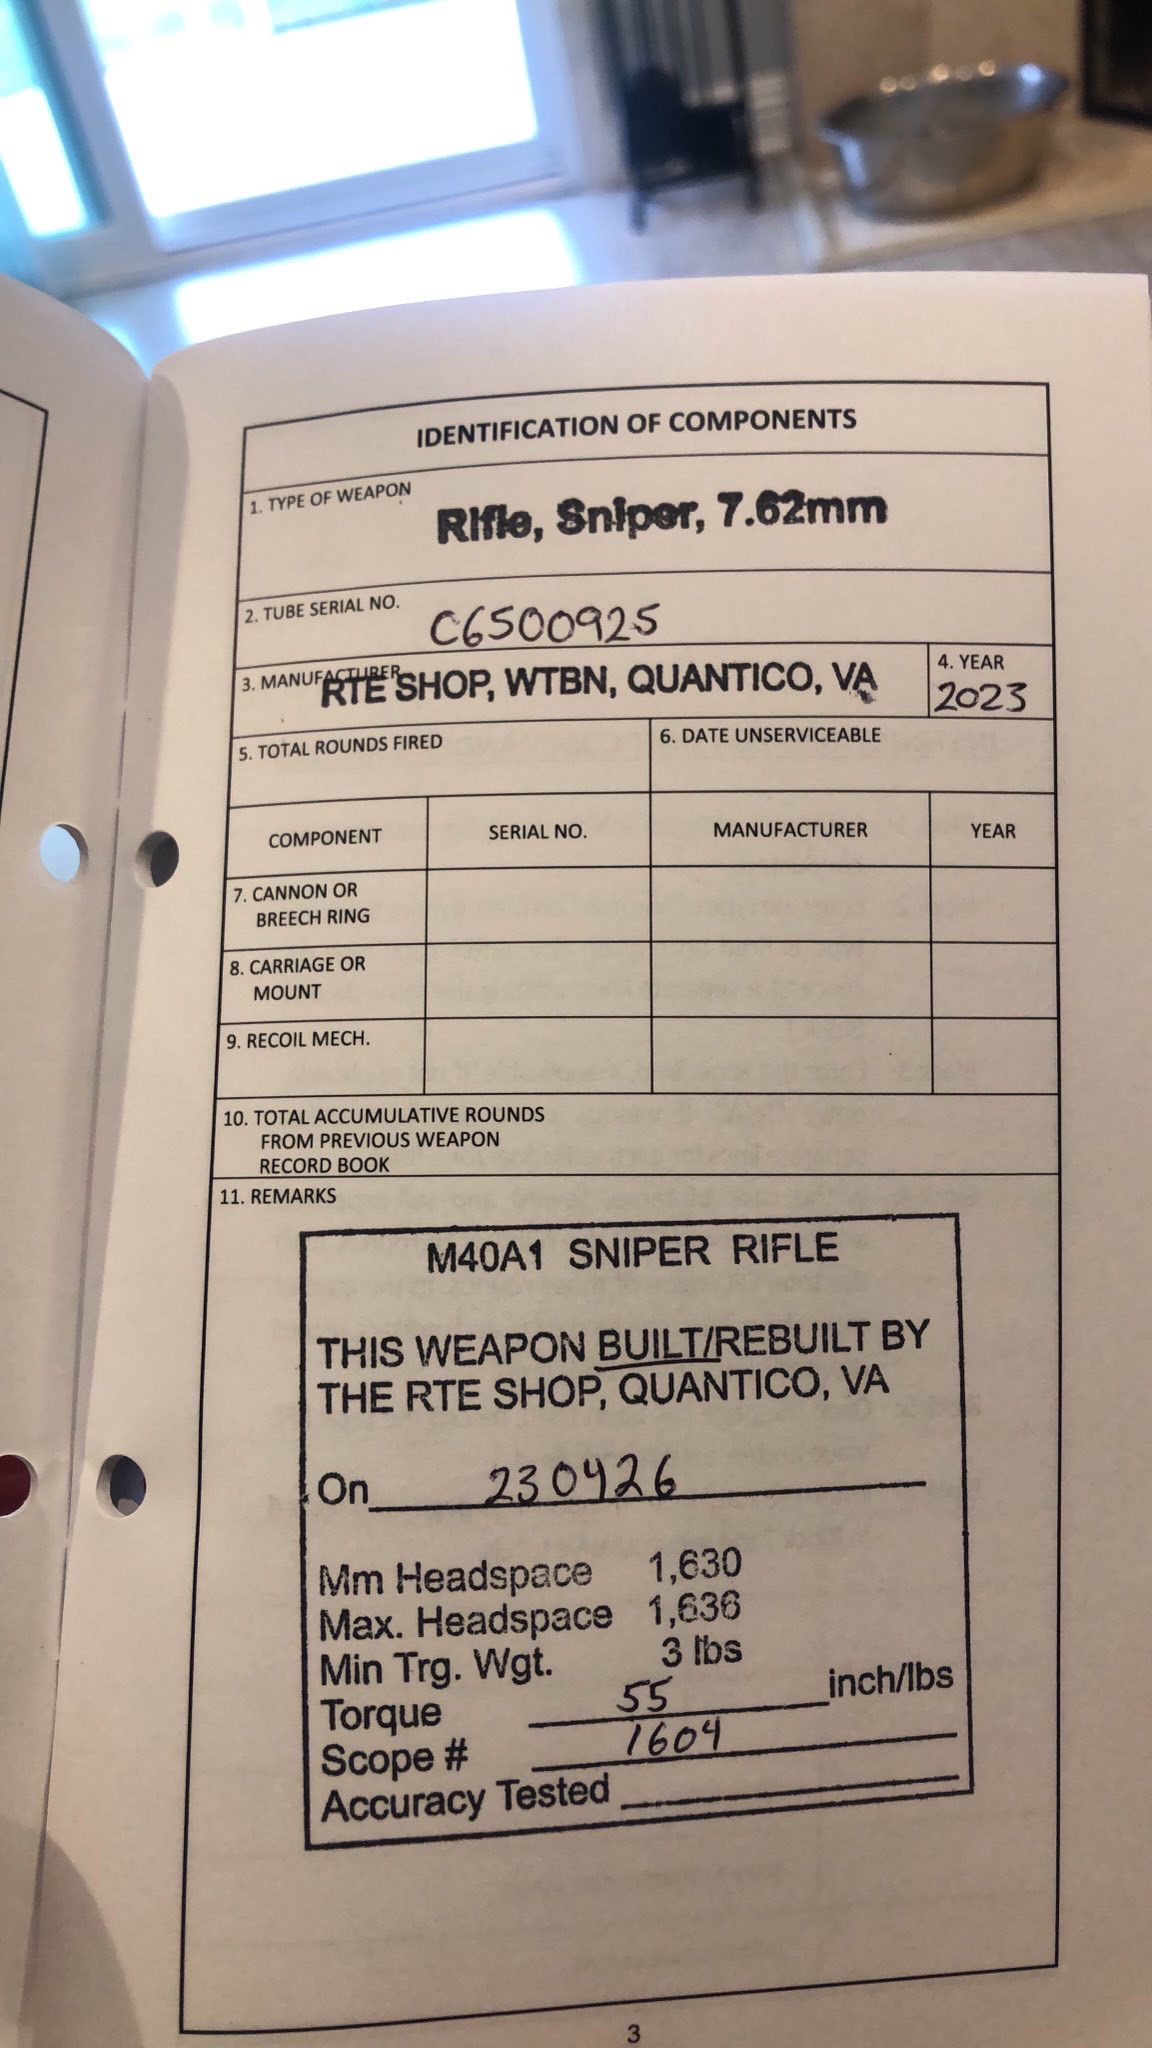 IDENTIFICATION OF COMPONENTS
1. TYPE OF WEAPON
Rifle, Sniper, 7.62mm
2. TUBE SERIAL NO.
C6500925
3. MANUFACTURER
RTE SHOP, WTBN, QUANTICO, VA
4. YEAR
2023
5. TOTAL ROUNDS FIRED
6. DATE UNSERVICEABLE
COMPONENT SERIAL NO. MANUFACTURER YEAR
7. CANNON OR
BREECH RING
8. CARRIAGE OR
MOUNT
9. RECOIL MECH.
10. TOTAL ACCUMULATIVE ROUNDS
FROM PREVIOUS WEAPON
RECORD BOOK
11. REMARKS
M40A1 SNIPER RIFLE
THIS WEAPON BUILT/REBUILT BY
THE RTE SHOP, QUANTICO, VA
On 230426
Mm Headspace 1,630
Max. Headspace 1,636
Min Trg. Wgt. 3 lbs
Torque 55 inch/lbs
Scope # 1604
Accuracy Tested
3